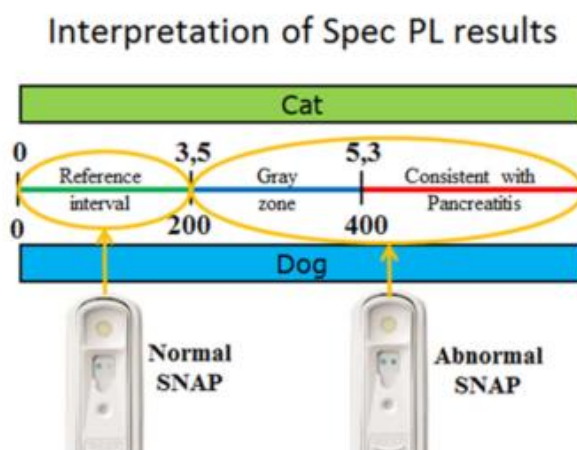 Interpretation of Spec PL results
Cat
0 3,5 5,3
Reference Gray Consistent with
interval zone Pancreatitis
0 200 400
Dog
Normal
SNAP
Abnormal
SNAP